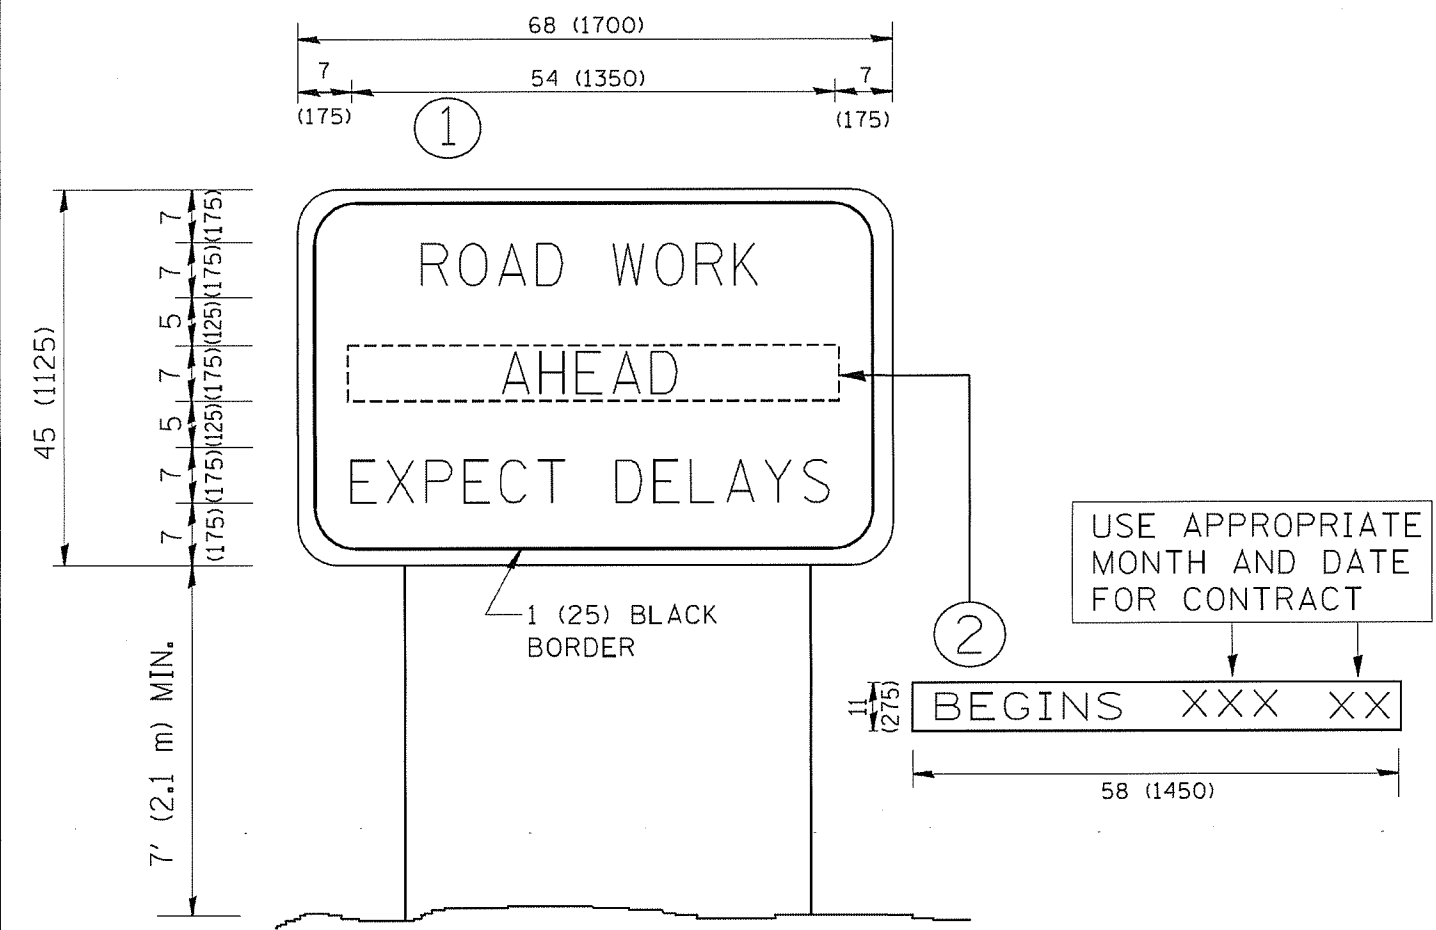 68 (1700)
7 54 (1350) 7
(175) (175)
1
45 (1125)
7 (175)
7 (175)
5 (125)
7 (175)
5 (125)
7 (175)
7 (175)
ROAD WORK
AHEAD
EXPECT DELAYS
1 (25) BLACK
BORDER
7' (2.1 m) MIN.
2
USE APPROPRIATE
MONTH AND DATE
FOR CONTRACT
11
(275)
BEGINS XXX XX
58 (1450)